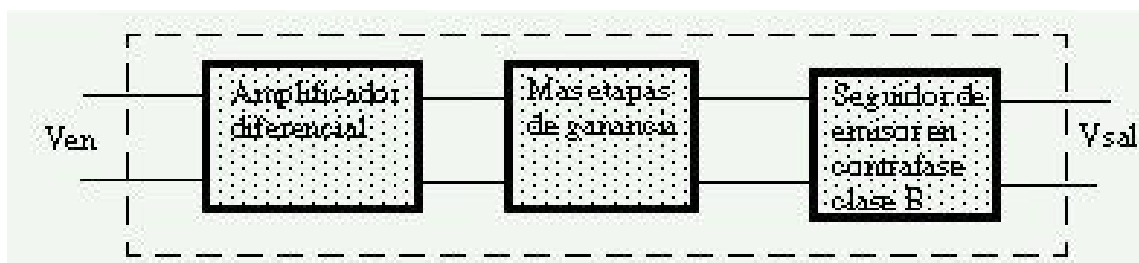 Ven
Amplificador
diferencial
Mas etapas
de ganancia
Seguidor de
emisor en
contrafase
clase B
Vsal